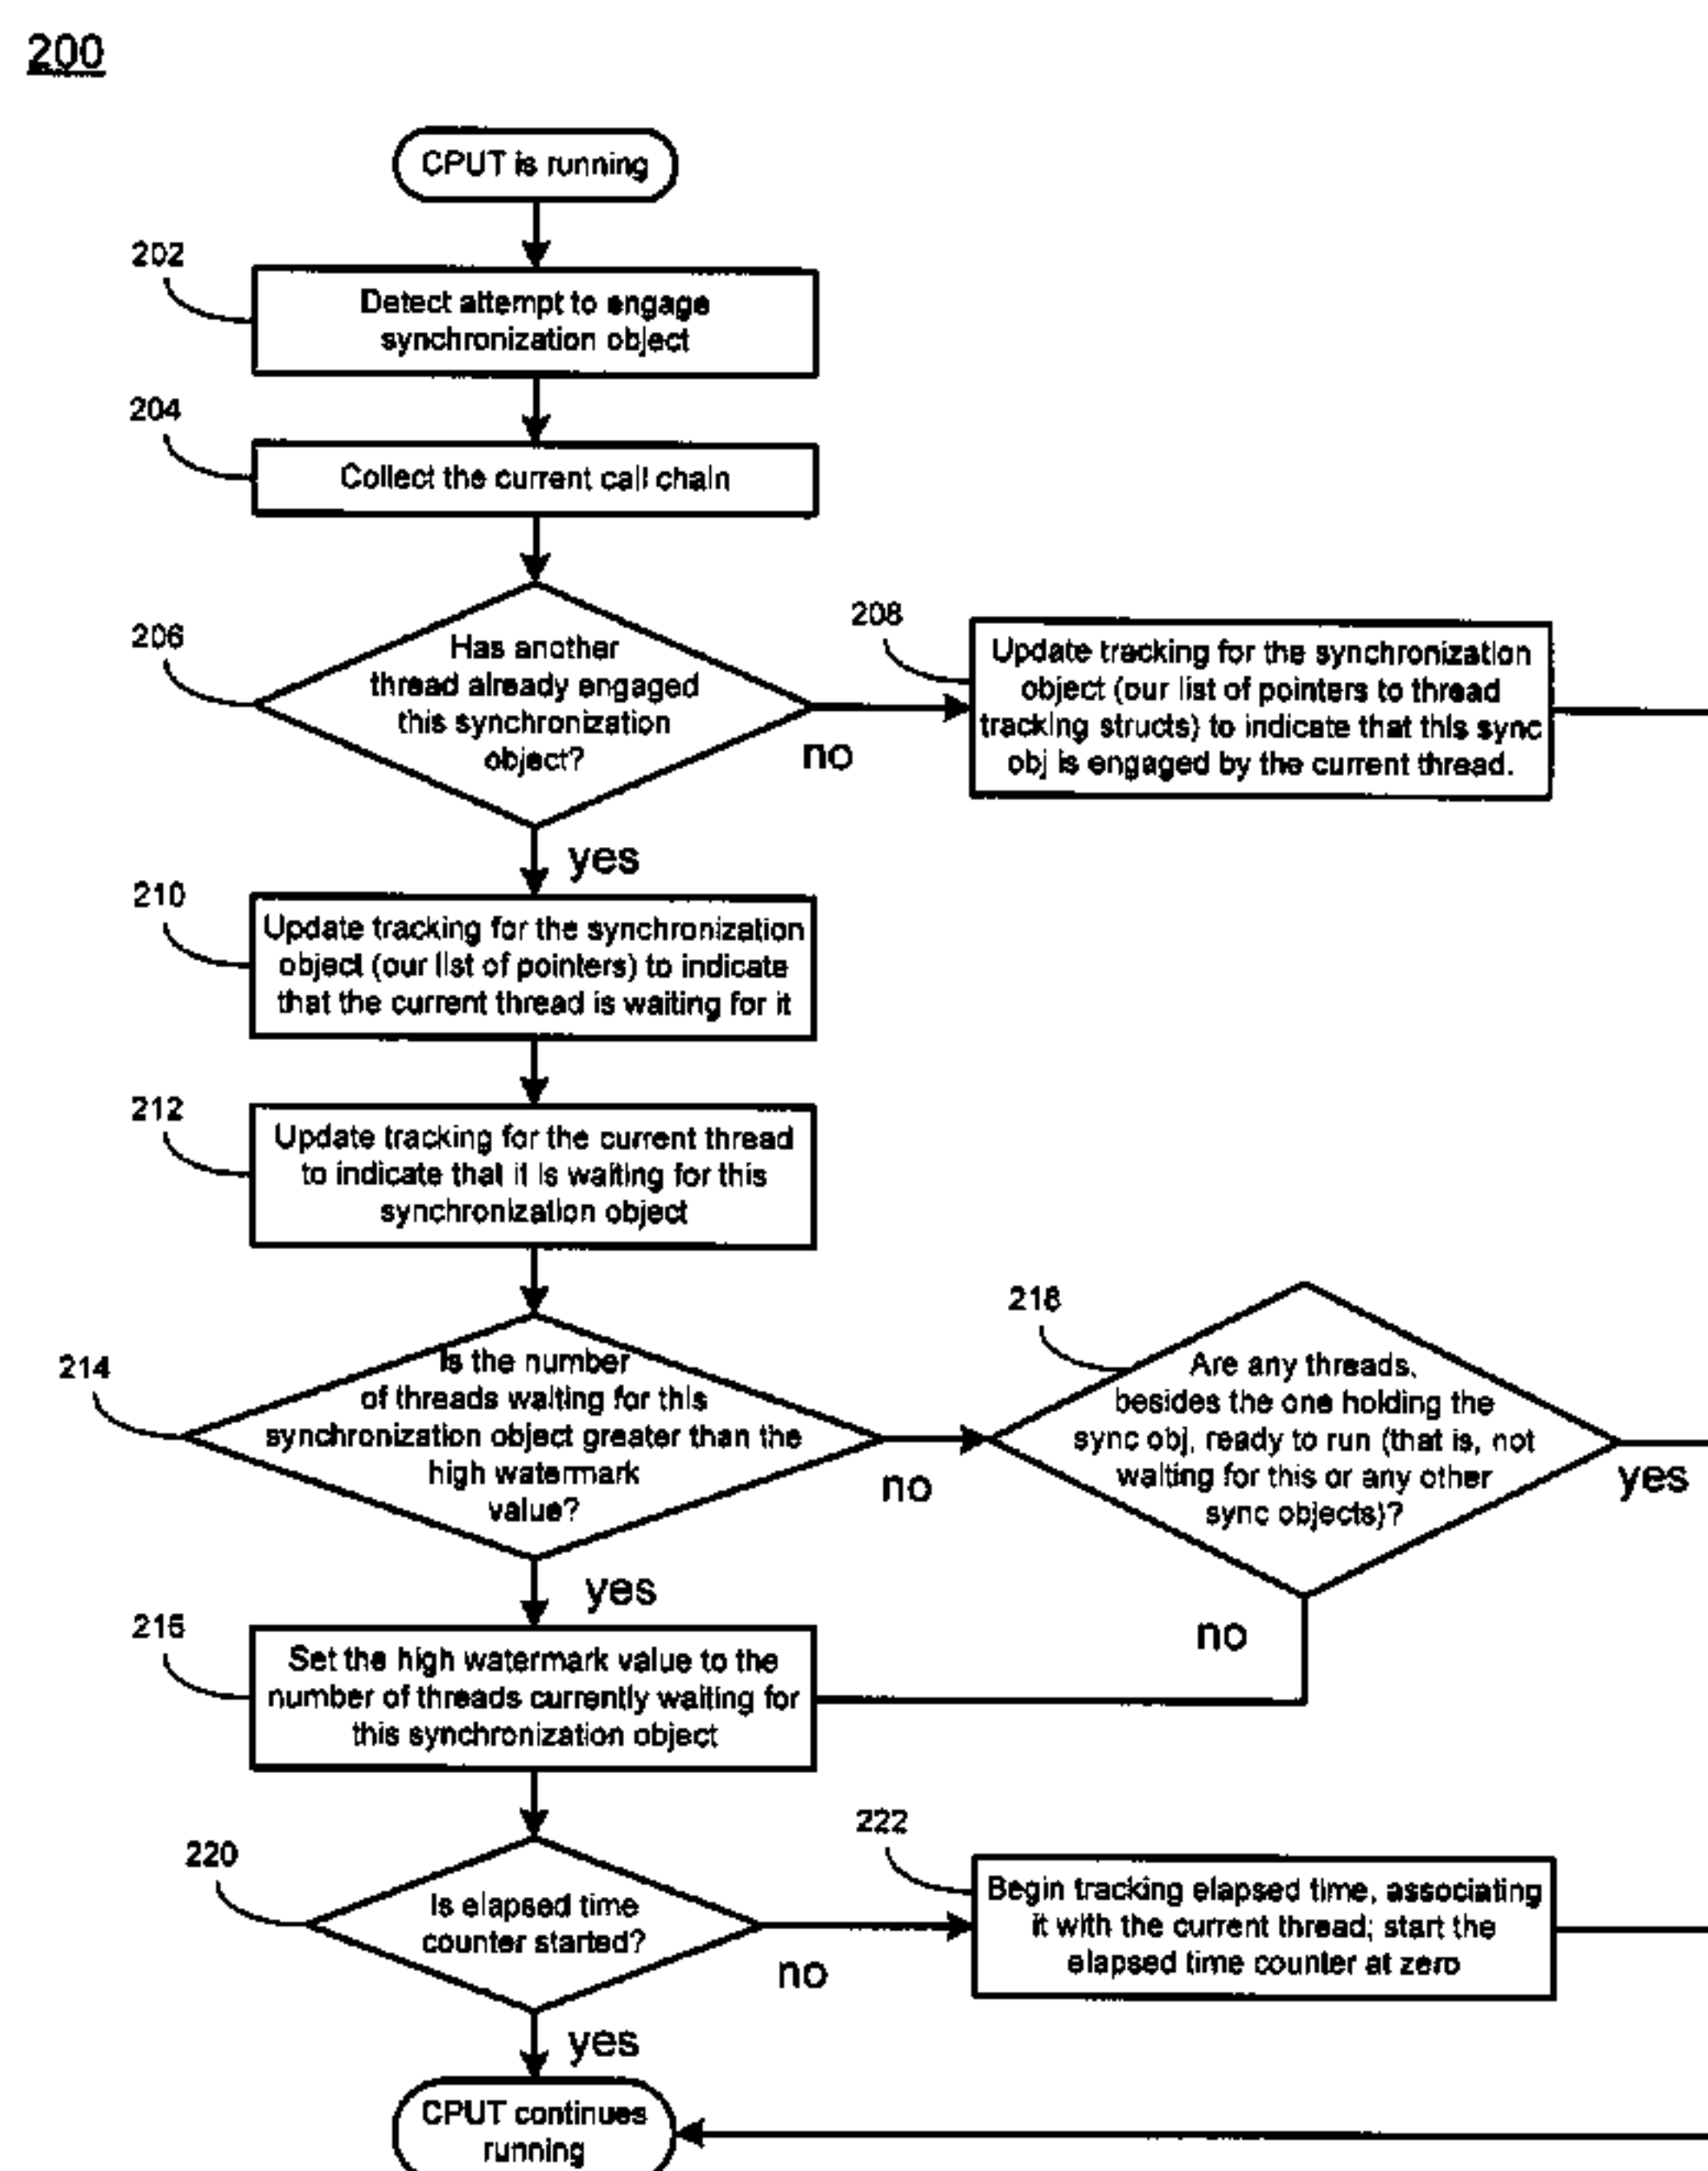 200
CPUT is running
202
Detect attempt to engage
synchronization object
204
Collect the current call chain
206
Has another
thread already engaged
this synchronization
object?
no
208
Update tracking for the synchronization
object (our list of pointers to thread
tracking structs) to indicate that this sync
obj is engaged by the current thread.
yes
210
Update tracking for the synchronization
object (our list of pointers) to indicate
that the current thread is waiting for it
212
Update tracking for the current thread
to indicate that it is waiting for this
synchronization object
214
Is the number
of threads waiting for this
synchronization object greater than the
high watermark
value?
no
218
Are any threads,
besides the one holding the
sync obj, ready to run (that is, not
waiting for this or any other
sync objects)?
yes
no
yes
216
Set the high watermark value to the
number of threads currently waiting for
this synchronization object
220
Is elapsed time
counter started?
no
222
Begin tracking elapsed time, associating
it with the current thread; start the
elapsed time counter at zero
yes
CPUT continues
running